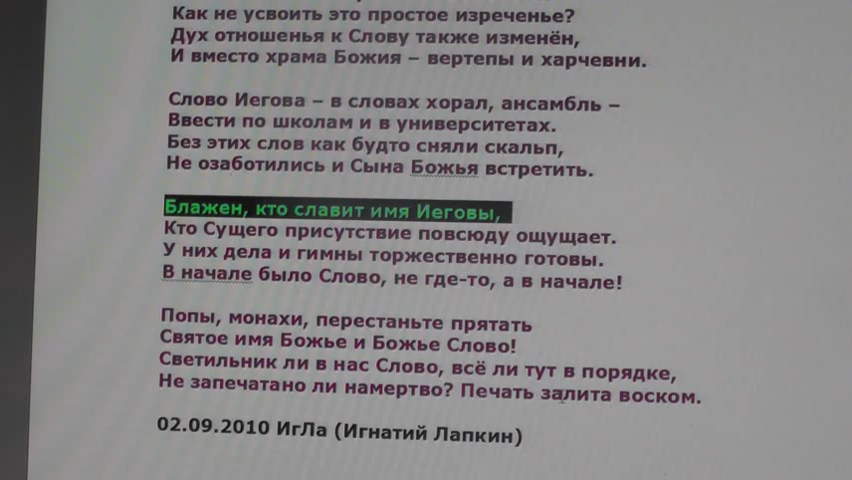 Как не усвоить это простое изреченье?
Дух отношенья к Слову также изменён,
И вместо храма Божия – вертепы и харчевни.
Слово Иегова – в словах хорал, ансамбль –
Ввести по школам и в университетах.
Без этих слов как будто сняли скальп,
Не озаботились и Сына Божья встретить.
Блажен, кто славит имя Иеговы,
Кто Сущего присутствие повсюду ощущает.
У них дела и гимны торжественно готовы.
В начале было Слово, не где-то, а в начале!
Попы, монахи, перестаньте прятать
Святое имя Божье и Божье Слово!
Светильник ли в нас Слово, всё ли тут в порядке,
Не запечатано ли намертво? Печать залита воском.
02.09.2010 ИгЛа (Игнатий Лапкин)